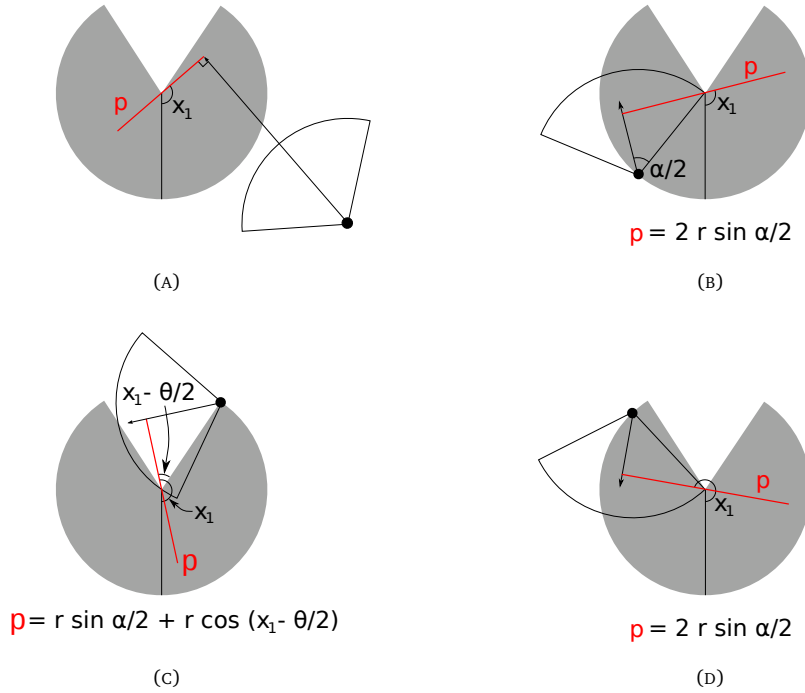 p
x₁
(A)
p
x₁
α/2
p = 2 r sin α/2
(B)
x₁- θ/2
x₁
p
p = r sin α/2 + r cos (x₁- θ/2)
(C)
p
x₁
p = 2 r sin α/2
(D)